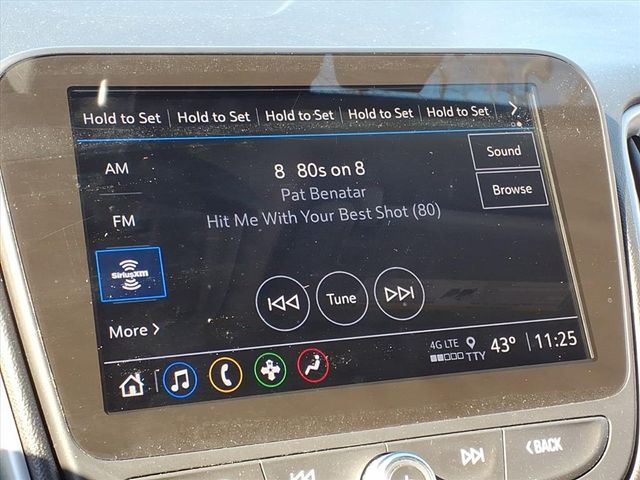 Hold to Set Hold to Set Hold to Set Hold to Set Hold to Set
AM
8 80s on 8
Sound
Pat Benatar
Browse
FM
Hit Me With Your Best Shot (80)
SiriusXM
Tune
More
4G LTE
TTY
43°
11:25
BACK